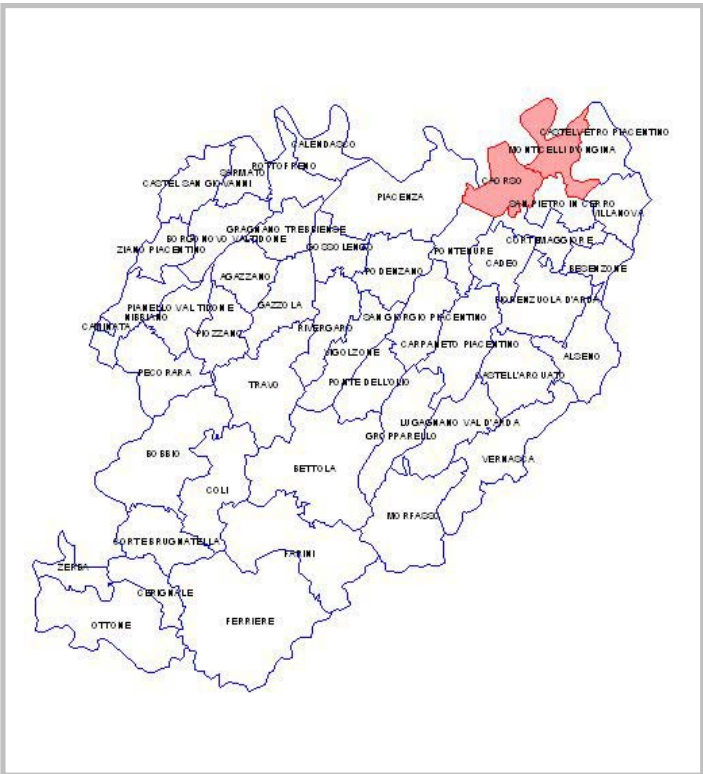 CASTELVETRO PIACENTINO
CALENDASCO
MONTICELLI D'ONGINA
ROTTOFRENO
SARMATO
CASTEL SAN GIOVANNI
CAORSO
PIACENZA
SAN PIETRO IN CERRO
VILLANOVA
GRAGNANO TREBBIENSE
BORGONOVO VALTIDONE
CORTEMAGGIORE
GOSSOLENGO
ZIANO PIACENTINO
PONTENURE
CADEO
BESENZONE
PODENZANO
AGAZZANO
FIORENZUOLA D'ARDA
GAZZOLA
PIANELLO VAL TIDONE
NIBBIANO
SAN GIORGIO PIACENTINO
CAMINATA
RIVERGARO
PIOZZANO
CARPANETO PIACENTINO
VIGOLZONE
ALSENO
PECORARA
CASTELL'ARQUATO
TRAVO
PONTE DELL'OLIO
LUGAGNANO VAL D'ARDA
GROPPARELLO
BOBBIO
VERNASCA
BETTOLA
COLI
MORFASSO
CORTE BRUGNATELLA
FARINI
ZERBA
CERIGNALE
FERRIERE
OTTONE